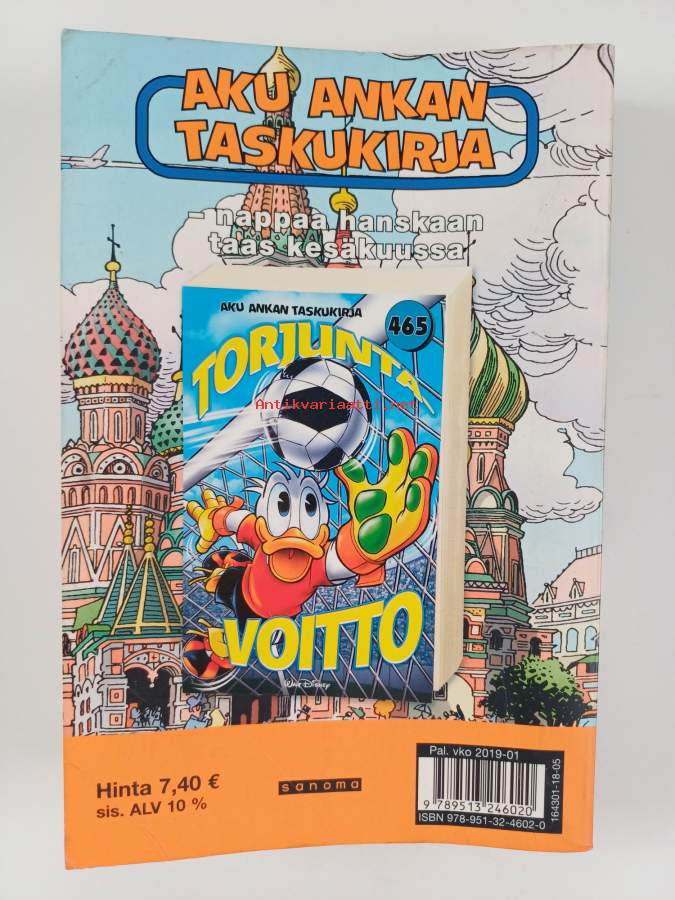 AKU ANKAN
TASKUKIRJA
– nappaa hanskaan
taas kesäkuussa
AKU ANKAN TASKUKIRJA
465
TORJUNTA
Antikvariaatti.net
VOITTO
Walt Disney
Hinta 7,40 €
sis. ALV 10 %
sanoma
Pal. vko 2019-01
9 789513 246020
ISBN 978-951-32-4602-0
164301-18-05